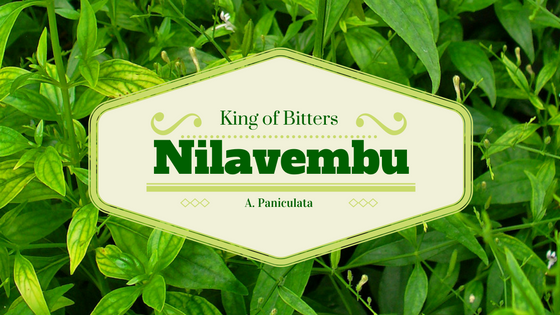 King of Bitters
Nilavembu
A. Paniculata